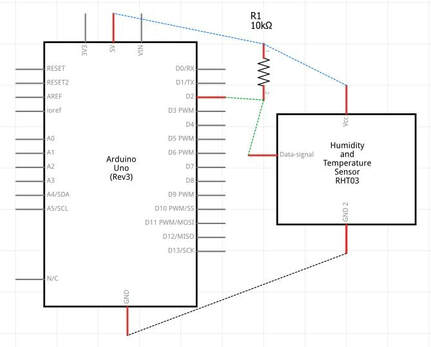 R1
10kΩ
3V3
5V
VIN
RESET
RESET2
AREF
ioref
A0
A1
A2
A3
A4/SDA
A5/SCL
N/C
Arduino
Uno
(Rev3)
D0/RX
D1/TX
D2
D3 PWM
D4
D5 PWM
D6 PWM
D7
D8
D9 PWM
D10 PWM/SS
D11 PWM/MOSI
D12/MISO
D13/SCK
GND
Vcc
Data-signal
Humidity
and
Temperature
Sensor
RHT03
GND 2